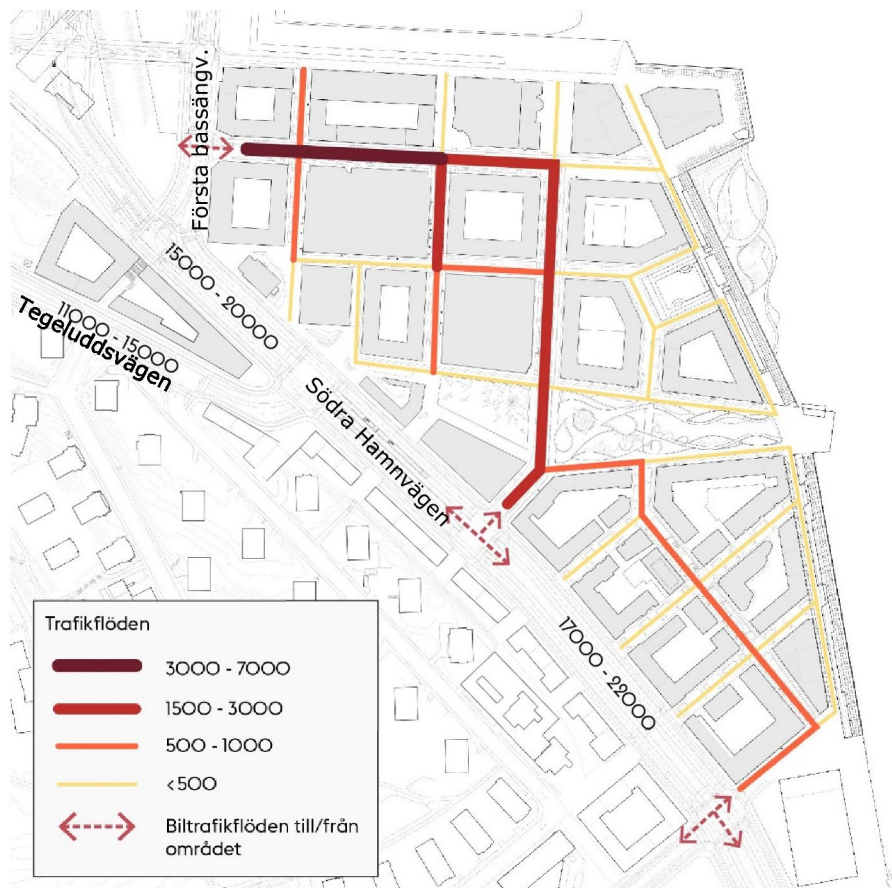 Första bassängv.
15000 - 20000
11000 - 15000
Tegeluddsvägen
Södra Hamnvägen
17000 - 22000
Trafikflöden
3000 - 7000
1500 - 3000
500 - 1000
<500
Biltrafikflöden till/från
området